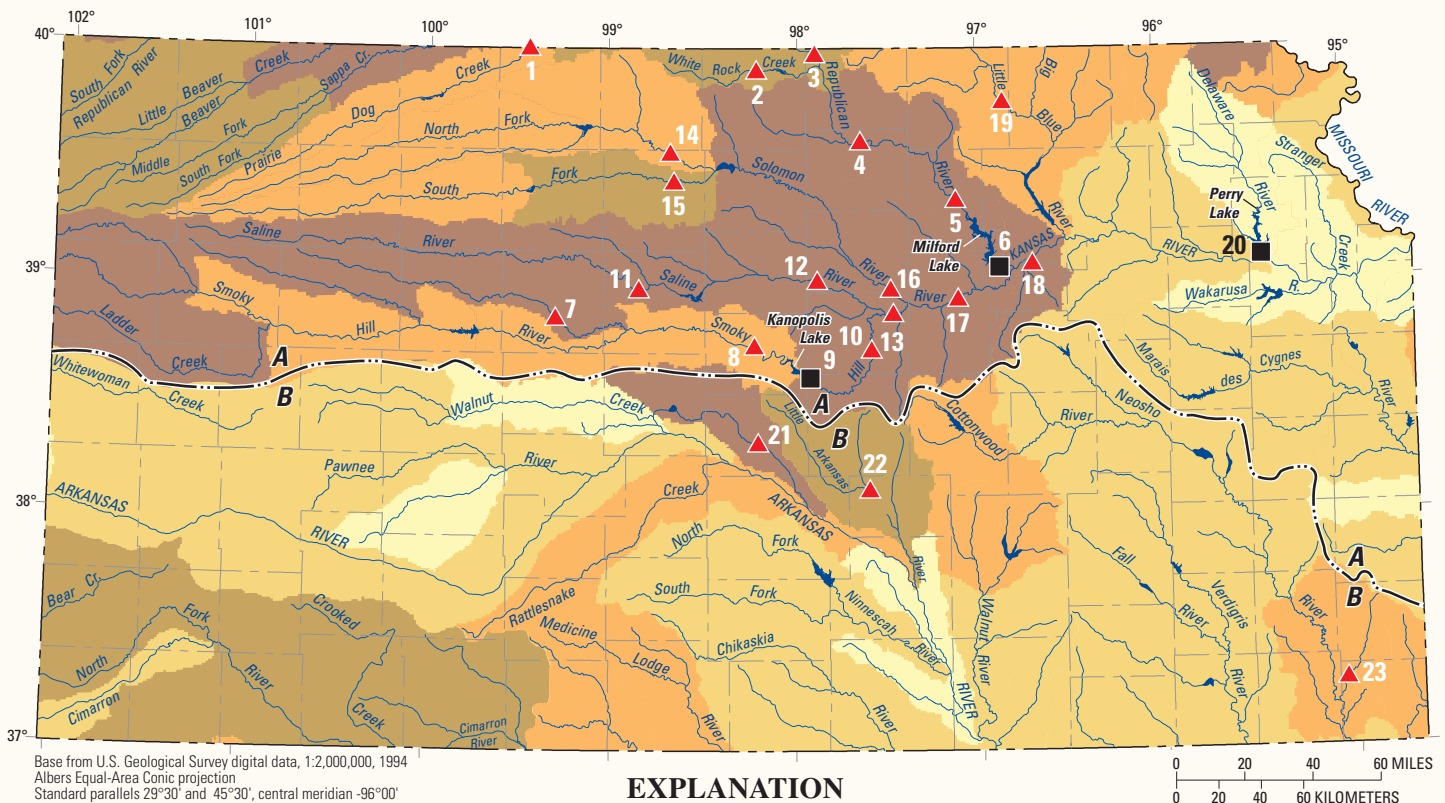 102°
101°
100°
99°
98°
97°
96°
95°
40°
39°
38°
37°
South Fork
Republican River
Little Beaver Creek
Beaver
Sappa Cr.
Middle Fork
South Fork
Prairie Dog Creek
North Fork
South Fork
Solomon River
White Rock Creek
Republican River
Little Blue
Big
River
Delaware River
Stranger Creek
MISSOURI RIVER
Perry Lake
Milford Lake
KANSAS RIVER
Wakarusa R.
Saline River
Saline River
Smoky Hill River
Smoky Hill River
Ladder Creek
Kanopolis Lake
Whitewoman Creek
Walnut Creek
Pawnee River
ARKANSAS RIVER
Little Arkansas River
ARKANSAS RIVER
Cottonwood River
Neosho River
Marais des Cygnes River
Bear Cr.
North Fork Cimarron River
Crooked Creek
Cimarron River
Rattlesnake Creek
Medicine Lodge River
North Fork
South Fork
Ninnescah River
Chikaskia River
Walnut River
Fall River
Verdigris River
1
2
3
4
5
6
7
8
9
10
11
12
13
14
15
16
17
18
19
20
21
22
23
A
B
A
B
A
B
Base from U.S. Geological Survey digital data, 1:2,000,000, 1994
Albers Equal-Area Conic projection
Standard parallels 29°30' and 45°30', central meridian -96°00'
EXPLANATION
0 20 40 60 MILES
0 20 40 60 KILOMETERS